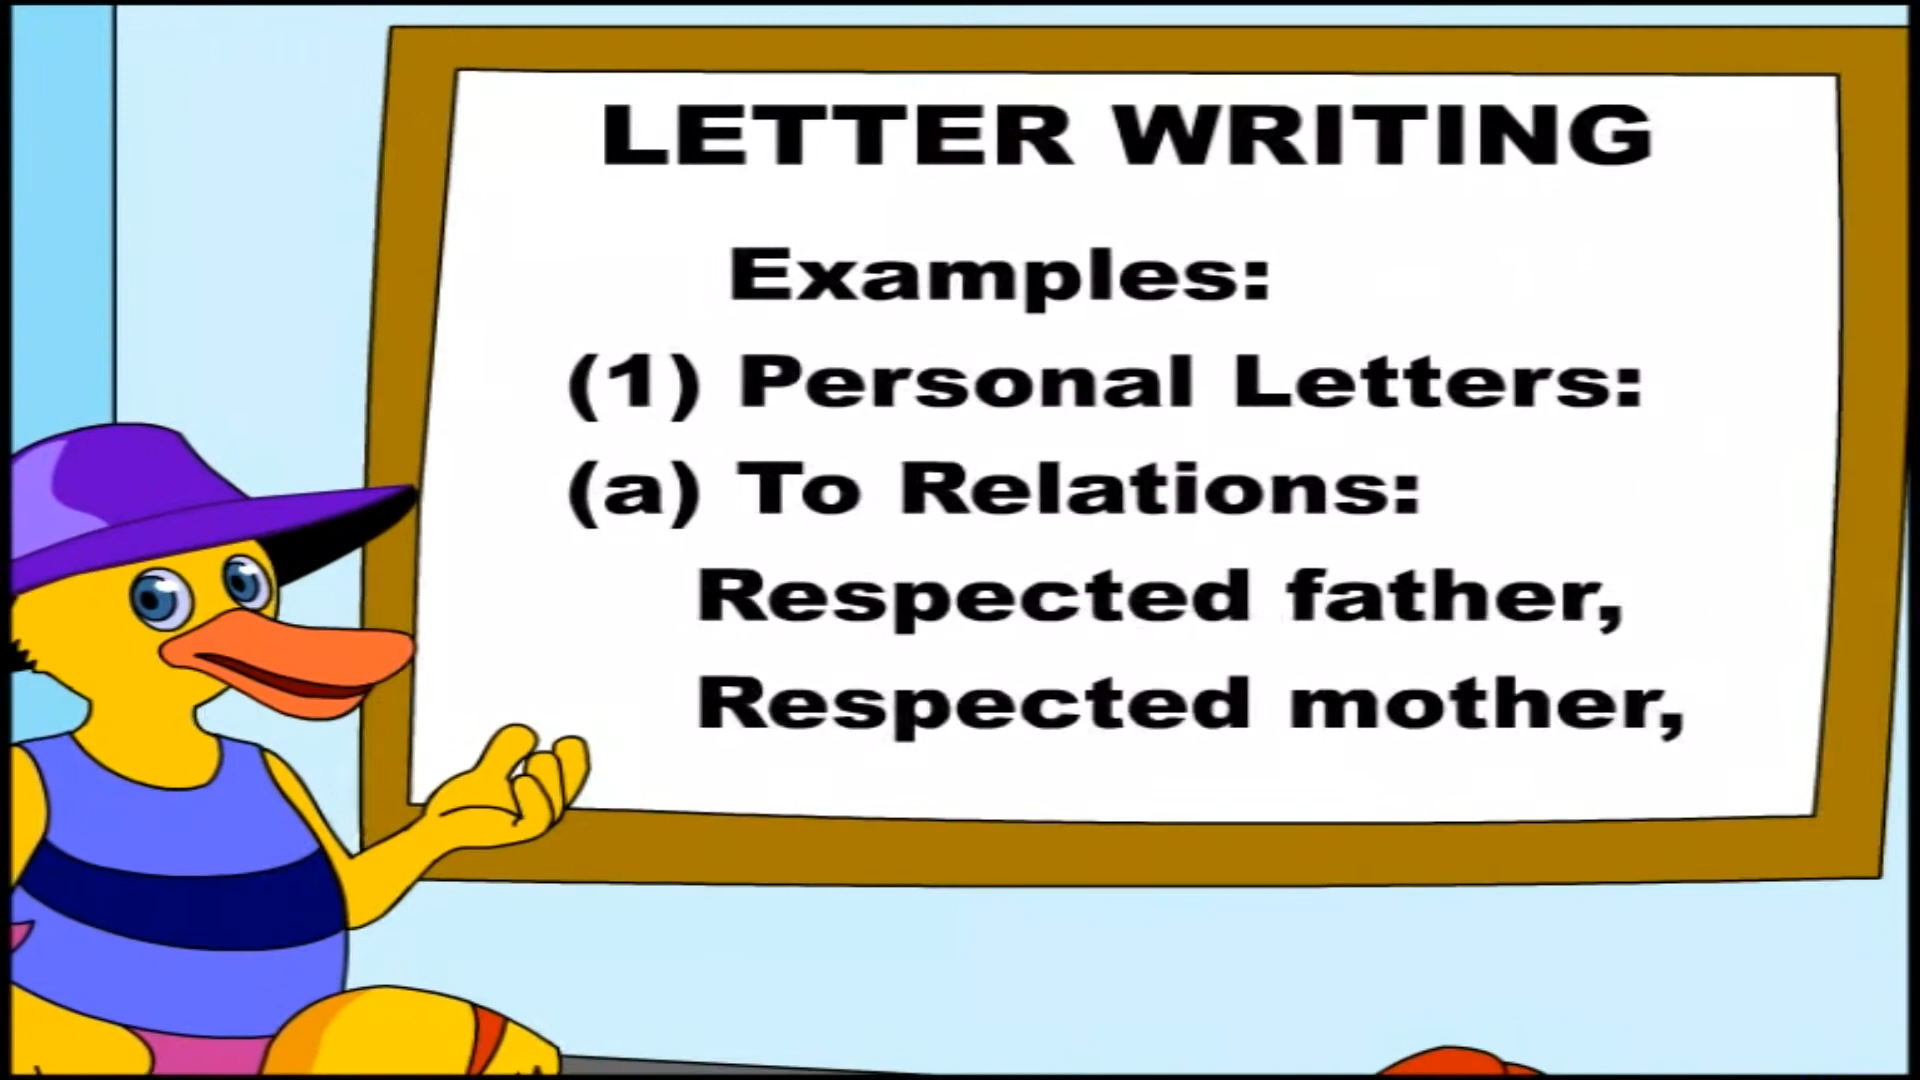 LETTER WRITING
Examples:
(1) Personal Letters:
(a) To Relations:
Respected father,
Respected mother,